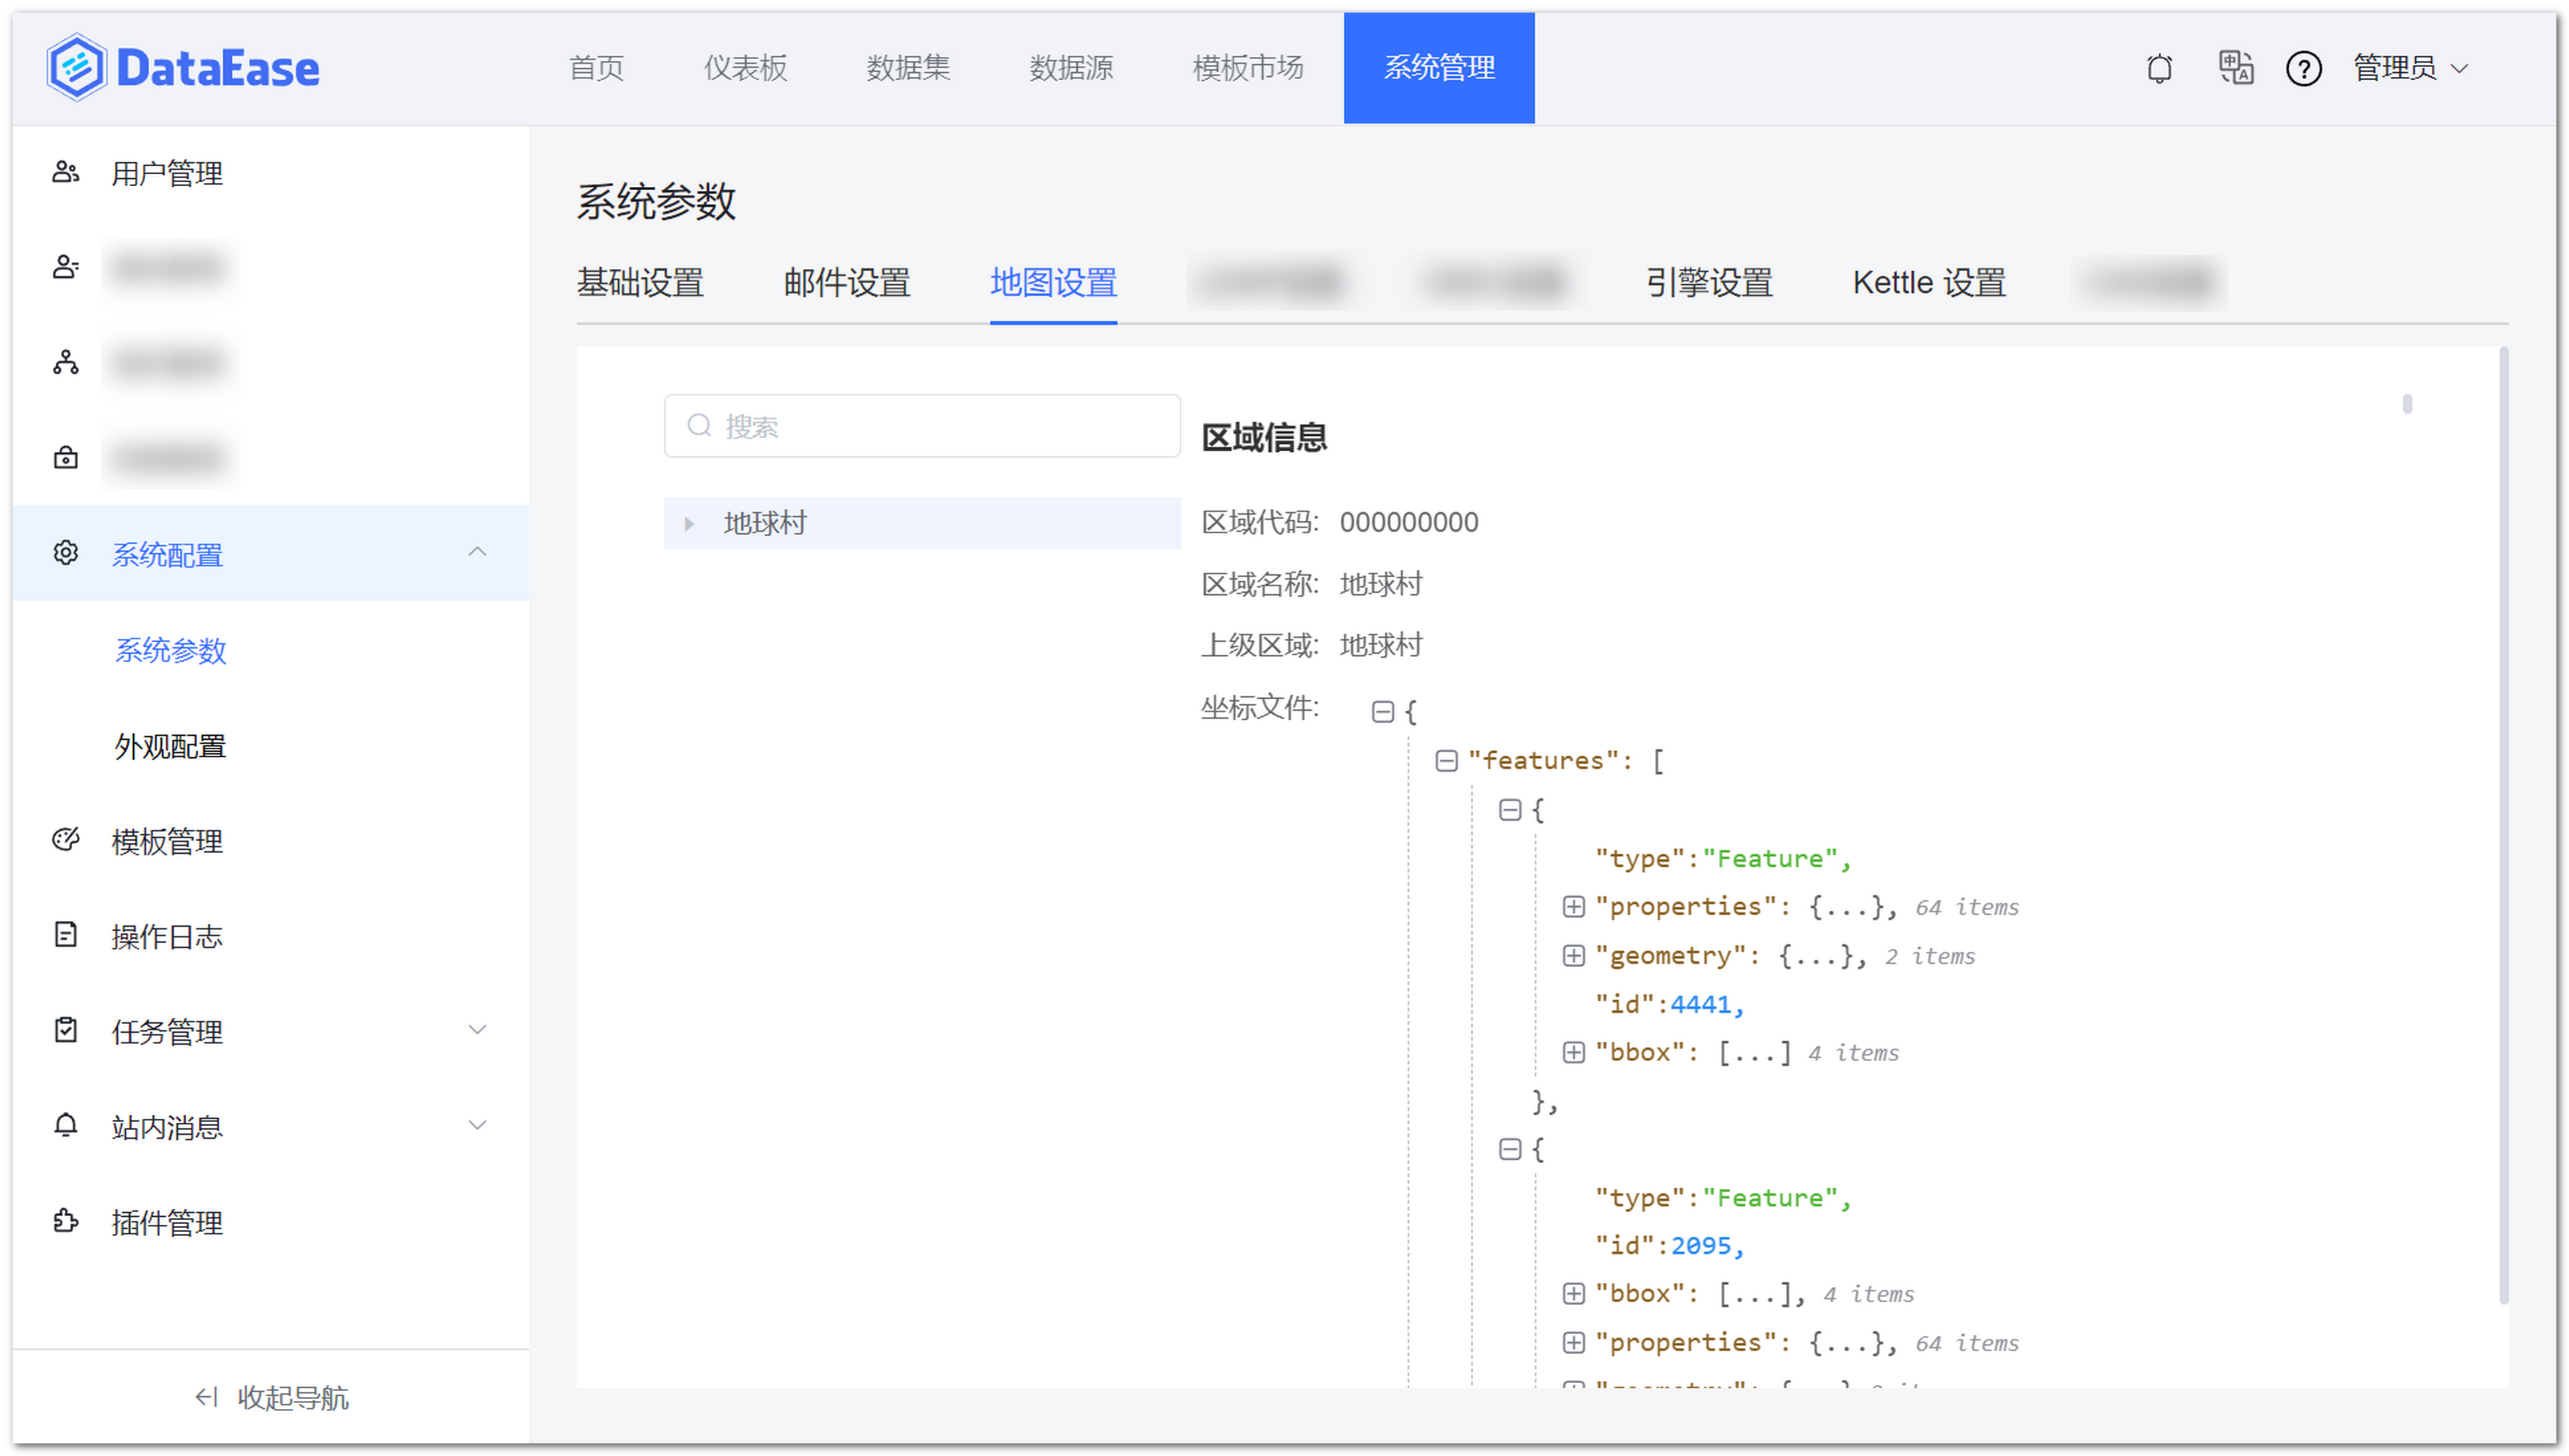 DataEase
首页 仪表板 数据集 数据源 模板市场 系统管理 管理员
用户管理
系统配置
系统参数
外观配置
模板管理
操作日志
任务管理
站内消息
插件管理
收起导航
系统参数
基础设置 邮件设置 地图设置 引擎设置 Kettle 设置
搜索
地球村
区域信息
区域代码: 000000000
区域名称: 地球村
上级区域: 地球村
坐标文件: {
"features": [
{
"type":"Feature",
"properties": {...}, 64 items
"geometry": {...}, 2 items
"id":4441,
"bbox": [...] 4 items
},
{
"type":"Feature",
"id":2095,
"bbox": [...], 4 items
"properties": {...}, 64 items